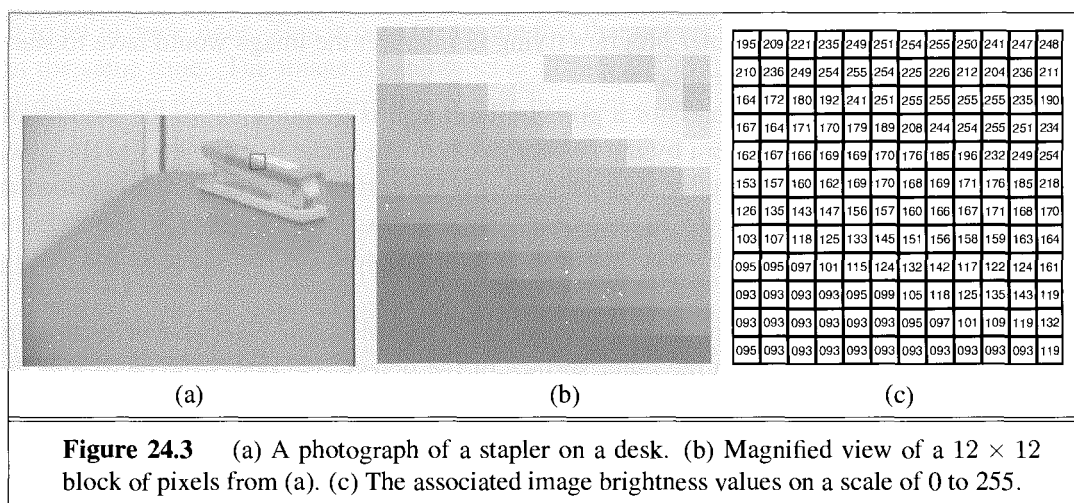 195 209 221 235 249 251 254 255 250 241 247 248
210 236 249 254 255 254 225 226 212 204 236 211
164 172 180 192 241 251 255 255 255 255 235 190
167 164 171 170 179 189 208 244 254 255 251 234
162 167 166 169 169 170 176 185 196 232 249 254
153 157 160 162 169 170 168 169 171 176 185 218
126 135 143 147 156 157 160 166 167 171 168 170
103 107 118 125 133 145 151 156 158 159 163 164
095 095 097 101 115 124 132 142 117 122 124 161
093 093 093 093 095 099 105 118 125 135 143 119
093 093 093 093 093 093 095 097 101 109 119 132
095 093 093 093 093 093 093 093 093 093 093 119
(a) (b) (c)
Figure 24.3 (a) A photograph of a stapler on a desk. (b) Magnified view of a 12 × 12
block of pixels from (a). (c) The associated image brightness values on a scale of 0 to 255.